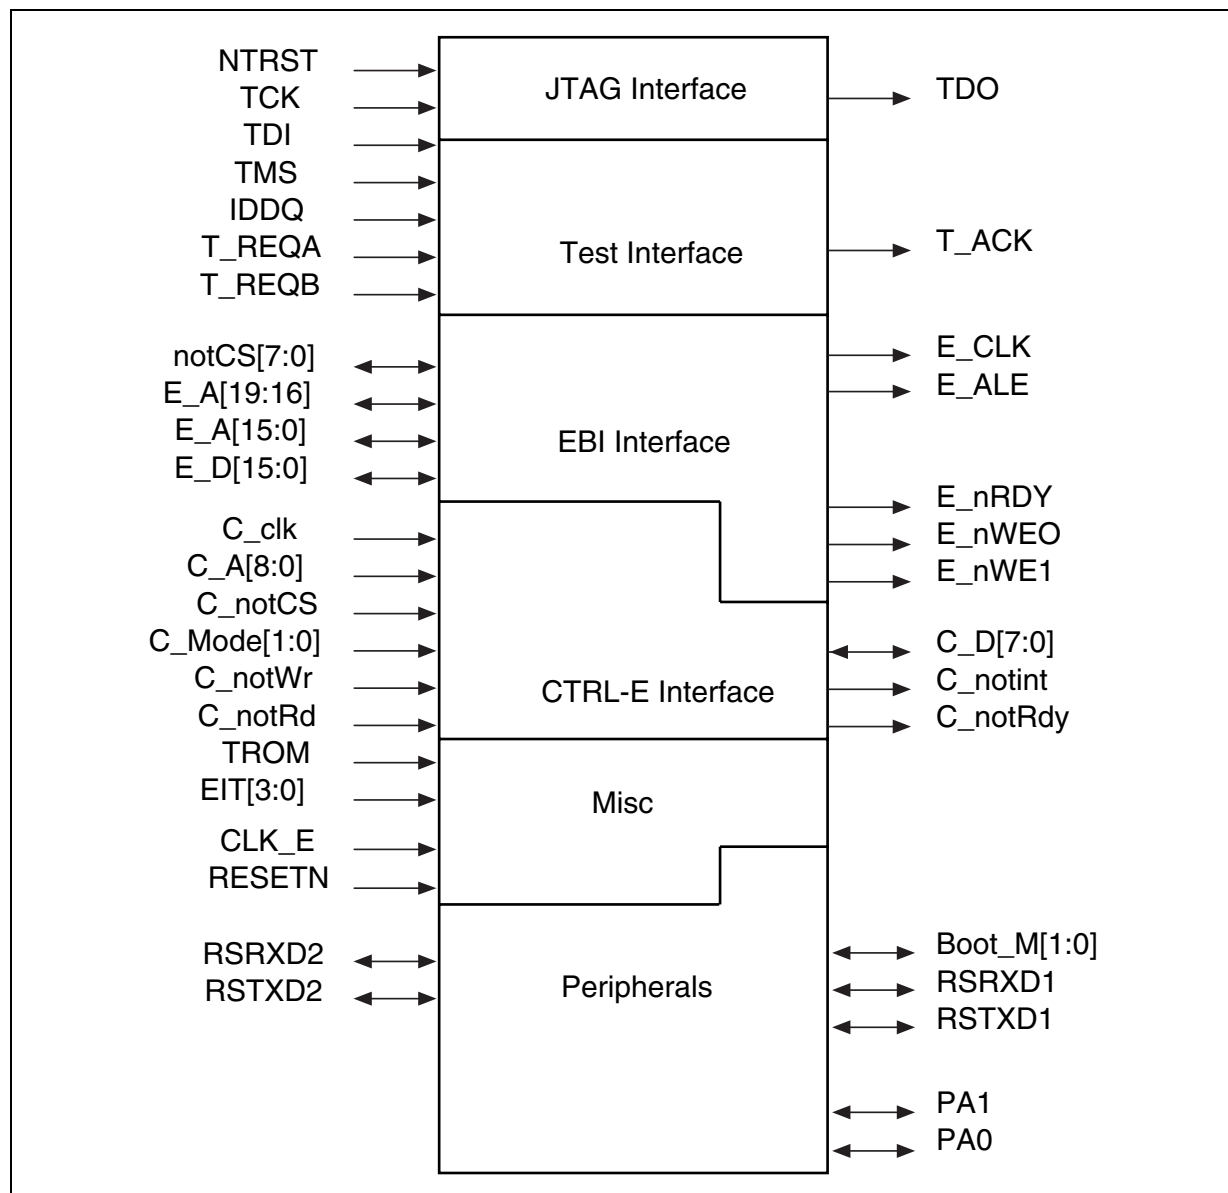 NTRST
TCK
TDI
TMS
IDDQ
T_REQA
T_REQB
notCS[7:0]
E_A[19:16]
E_A[15:0]
E_D[15:0]
C_clk
C_A[8:0]
C_notCS
C_Mode[1:0]
C_notWr
C_notRd
TROM
EIT[3:0]
CLK_E
RESETN
RSRXD2
RSTXD2
JTAG Interface
Test Interface
EBI Interface
CTRL-E Interface
Misc
Peripherals
TDO
T_ACK
E_CLK
E_ALE
E_nRDY
E_nWEO
E_nWE1
C_D[7:0]
C_notint
C_notRdy
Boot_M[1:0]
RSRXD1
RSTXD1
PA1
PA0